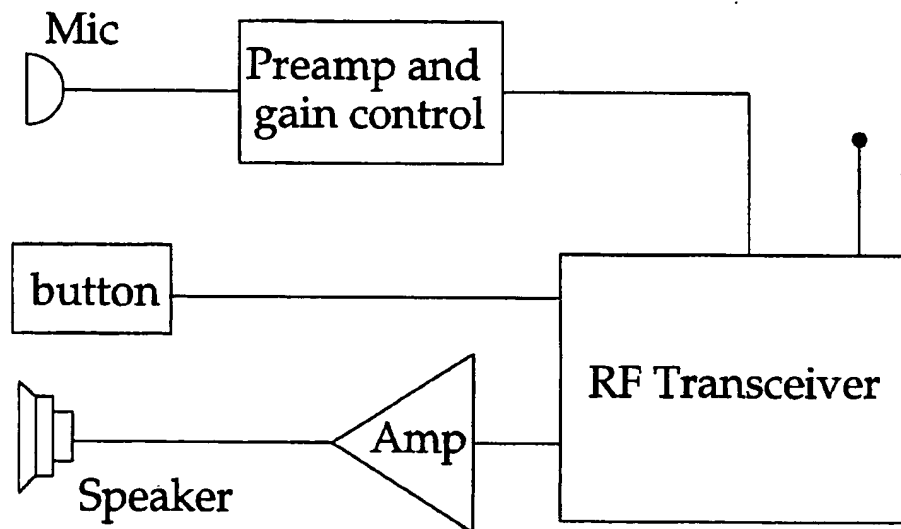 Mic
Preamp and
gain control
button
RF Transceiver
Amp
Speaker